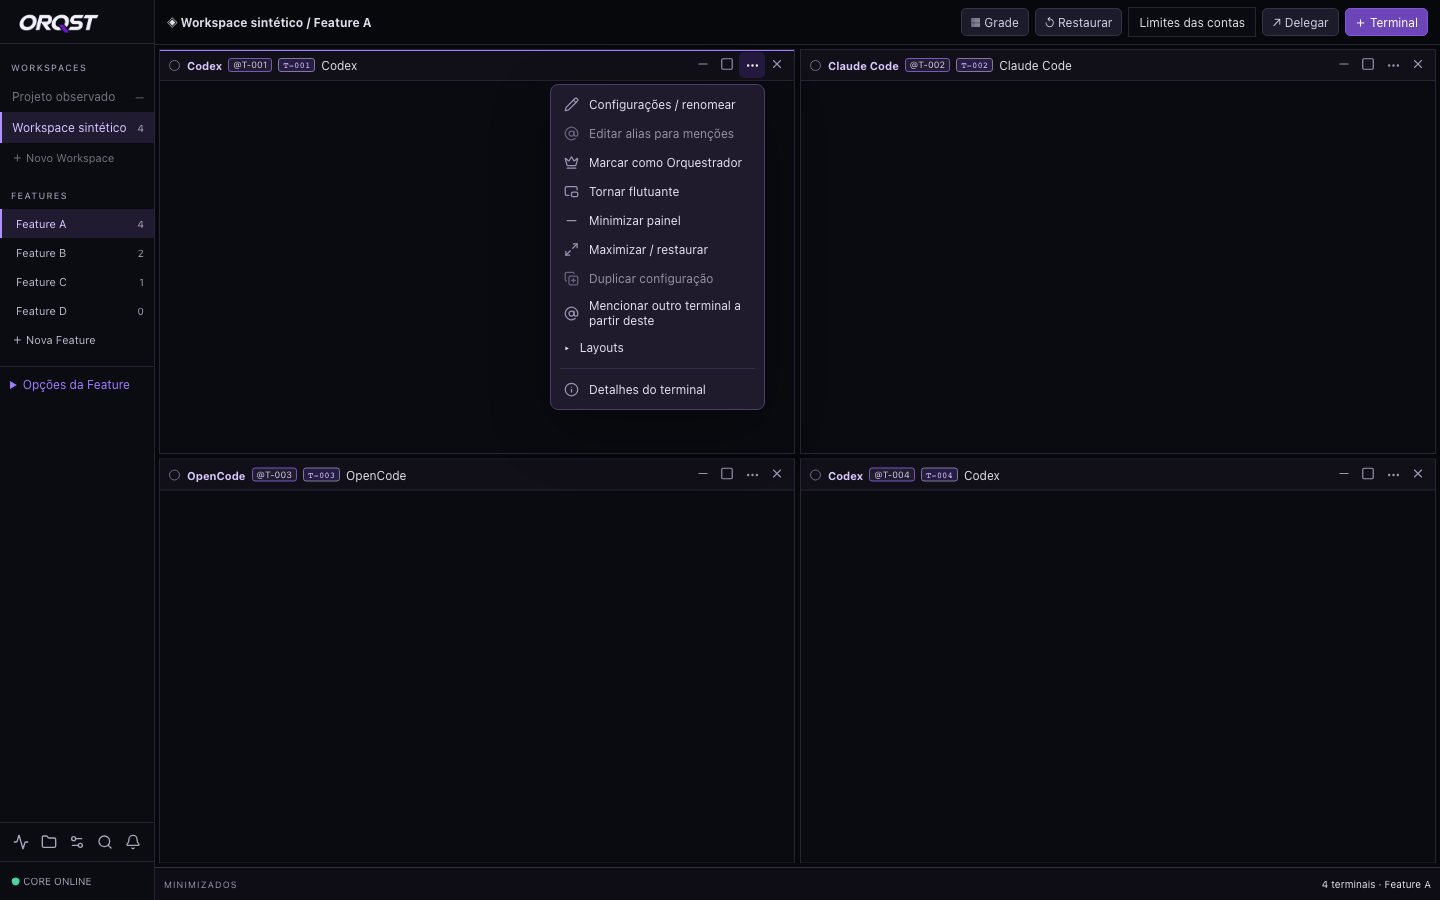 ORQST
◈ Workspace sintético / Feature A
▦ Grade
↺ Restaurar
Limites das contas
↗ Delegar
+ Terminal
WORKSPACES
Projeto observado —
Workspace sintético 4
+ Novo Workspace
FEATURES
Feature A 4
Feature B 2
Feature C 1
Feature D 0
+ Nova Feature
▶ Opções da Feature
CORE ONLINE
Codex @T-001 T-001 Codex
Configurações / renomear
Editar alias para menções
Marcar como Orquestrador
Tornar flutuante
Minimizar painel
Maximizar / restaurar
Duplicar configuração
Mencionar outro terminal a
partir deste
▸ Layouts
Detalhes do terminal
Claude Code @T-002 T-002 Claude Code
OpenCode @T-003 T-003 OpenCode
Codex @T-004 T-004 Codex
MINIMIZADOS
4 terminais · Feature A